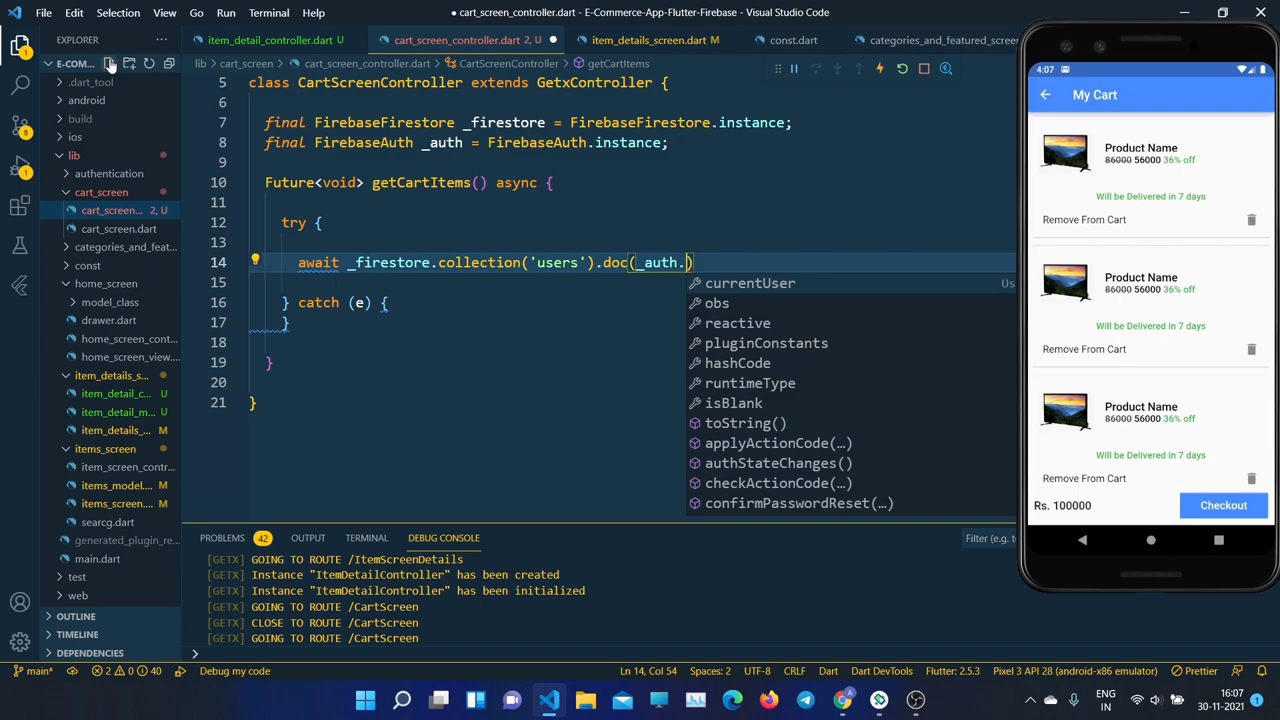 File Edit Selection View Go Run Terminal Help
● cart_screen_controller.dart - E-Commerce-App-Flutter-Firebase - Visual Studio Code
EXPLORER
E-COM...
.dart_tool
android
build
ios
lib
authentication
cart_screen
cart_screen... 2, U
cart_screen.dart
categories_and_feat...
const
home_screen
model_class
drawer.dart
home_screen_cont...
home_screen_view....
item_details_s...
item_detail_c... U
item_detail_m... U
item_details_... M
items_screen
item_screen_contr...
items_model.... M
items_screen.... M
searcg.dart
generated_plugin_re...
main.dart
test
web
OUTLINE
TIMELINE
DEPENDENCIES
item_detail_controller.dart U
cart_screen_controller.dart 2, U ●
item_details_screen.dart M
const.dart
categories_and_featured_screen
lib > cart_screen > cart_screen_controller.dart > CartScreenController > getCartItems
5 class CartScreenController extends GetxController {
6
7 final FirebaseFirestore _firestore = FirebaseFirestore.instance;
8 final FirebaseAuth _auth = FirebaseAuth.instance;
9
10 Future<void> getCartItems() async {
11
12 try {
13
14 await _firestore.collection('users').doc(_auth.)
15
16 } catch (e) {
17 }
18
19 }
20
21 }
currentUser Us
obs
reactive
pluginConstants
hashCode
runtimeType
isBlank
toString()
applyActionCode(…)
authStateChanges()
checkActionCode(…)
confirmPasswordReset(…)
PROBLEMS 42 OUTPUT TERMINAL DEBUG CONSOLE
Filter (e.g. te
[GETX] GOING TO ROUTE /ItemScreenDetails
[GETX] Instance "ItemDetailController" has been created
[GETX] Instance "ItemDetailController" has been initialized
[GETX] GOING TO ROUTE /CartScreen
[GETX] CLOSE TO ROUTE /CartScreen
[GETX] GOING TO ROUTE /CartScreen
4:07
My Cart
Product Name
86000 56000 36% off
Will be Delivered in 7 days
Remove From Cart
Product Name
86000 56000 36% off
Will be Delivered in 7 days
Remove From Cart
Product Name
86000 56000 36% off
Will be Delivered in 7 days
Remove From Cart
Rs. 100000
Checkout
main* 2 0 40 Debug my code Ln 14, Col 54 Spaces: 2 UTF-8 CRLF Dart Dart DevTools Flutter: 2.5.3 Pixel 3 API 28 (android-x86 emulator) Prettier
ENG
IN
16:07
30-11-2021